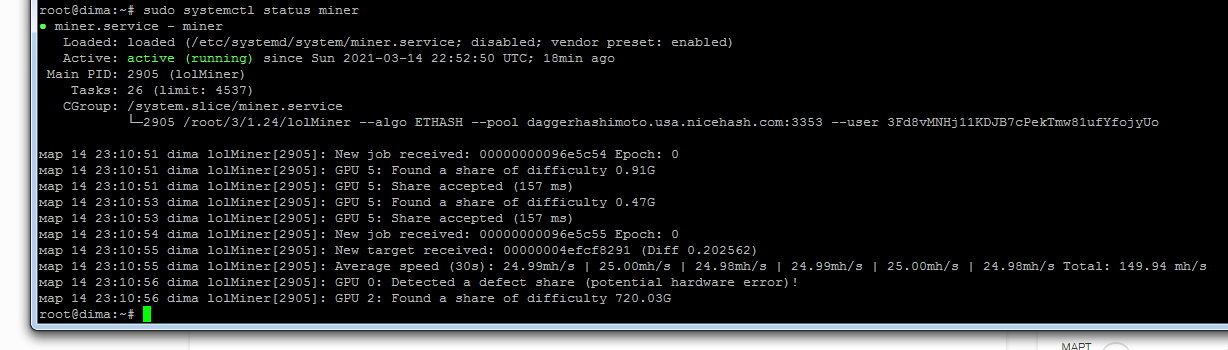 root@dima:~# sudo systemctl status miner
● miner.service - miner
Loaded: loaded (/etc/systemd/system/miner.service; disabled; vendor preset: enabled)
Active: active (running) since Sun 2021-03-14 22:52:50 UTC; 18min ago
Main PID: 2905 (lolMiner)
Tasks: 26 (limit: 4537)
CGroup: /system.slice/miner.service
└─2905 /root/3/1.24/lolMiner --algo ETHASH --pool daggerhashimoto.usa.nicehash.com:3353 --user 3Fd8vMNHj11KDJB7cPekTmw81ufYfojyUo
мар 14 23:10:51 dima lolMiner[2905]: New job received: 00000000096e5c54 Epoch: 0
мар 14 23:10:51 dima lolMiner[2905]: GPU 5: Found a share of difficulty 0.91G
мар 14 23:10:51 dima lolMiner[2905]: GPU 5: Share accepted (157 ms)
мар 14 23:10:53 dima lolMiner[2905]: GPU 5: Found a share of difficulty 0.47G
мар 14 23:10:53 dima lolMiner[2905]: GPU 5: Share accepted (157 ms)
мар 14 23:10:54 dima lolMiner[2905]: New job received: 00000000096e5c55 Epoch: 0
мар 14 23:10:55 dima lolMiner[2905]: New target received: 00000004efcf8291 (Diff 0.202562)
мар 14 23:10:55 dima lolMiner[2905]: Average speed (30s): 24.99mh/s | 25.00mh/s | 24.98mh/s | 24.99mh/s | 25.00mh/s | 24.98mh/s Total: 149.94 mh/s
мар 14 23:10:56 dima lolMiner[2905]: GPU 0: Detected a defect share (potential hardware error)!
мар 14 23:10:56 dima lolMiner[2905]: GPU 2: Found a share of difficulty 720.03G
root@dima:~#
МАРТ